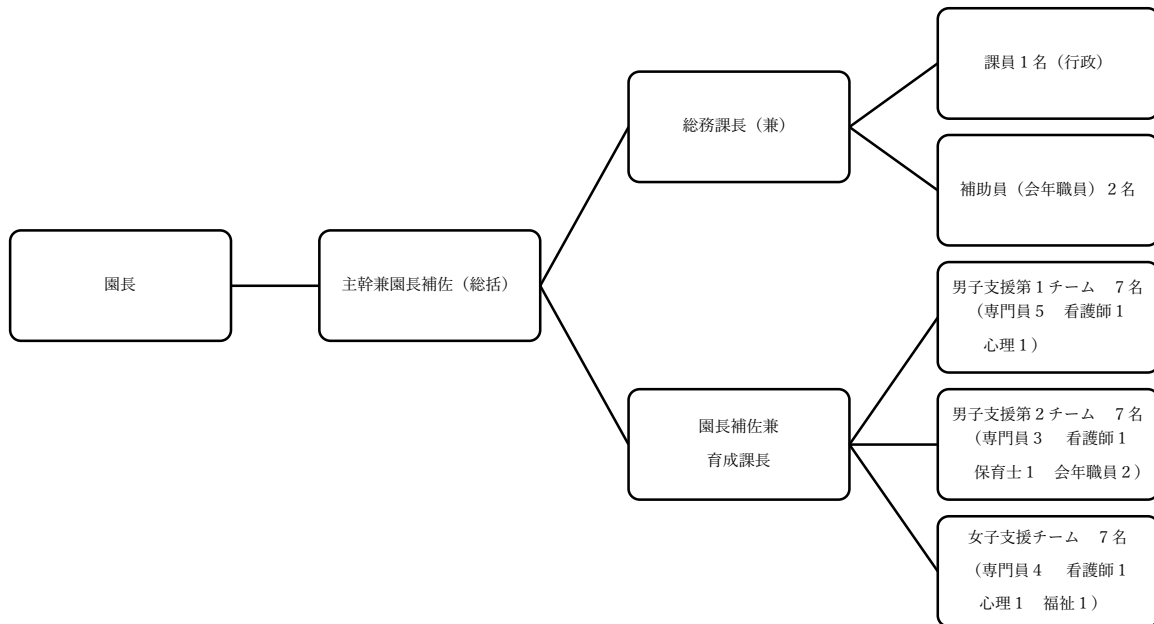 園長
主幹兼園長補佐（総括）
総務課長（兼）
園長補佐兼
育成課長
課員１名（行政）
補助員（会年職員）２名
男子支援第１チーム　７名
（専門員５　看護師１
心理１）
男子支援第２チーム　７名
（専門員３　看護師１
保育士１　会年職員２）
女子支援チーム　７名
（専門員４　看護師１
心理１　福祉１）